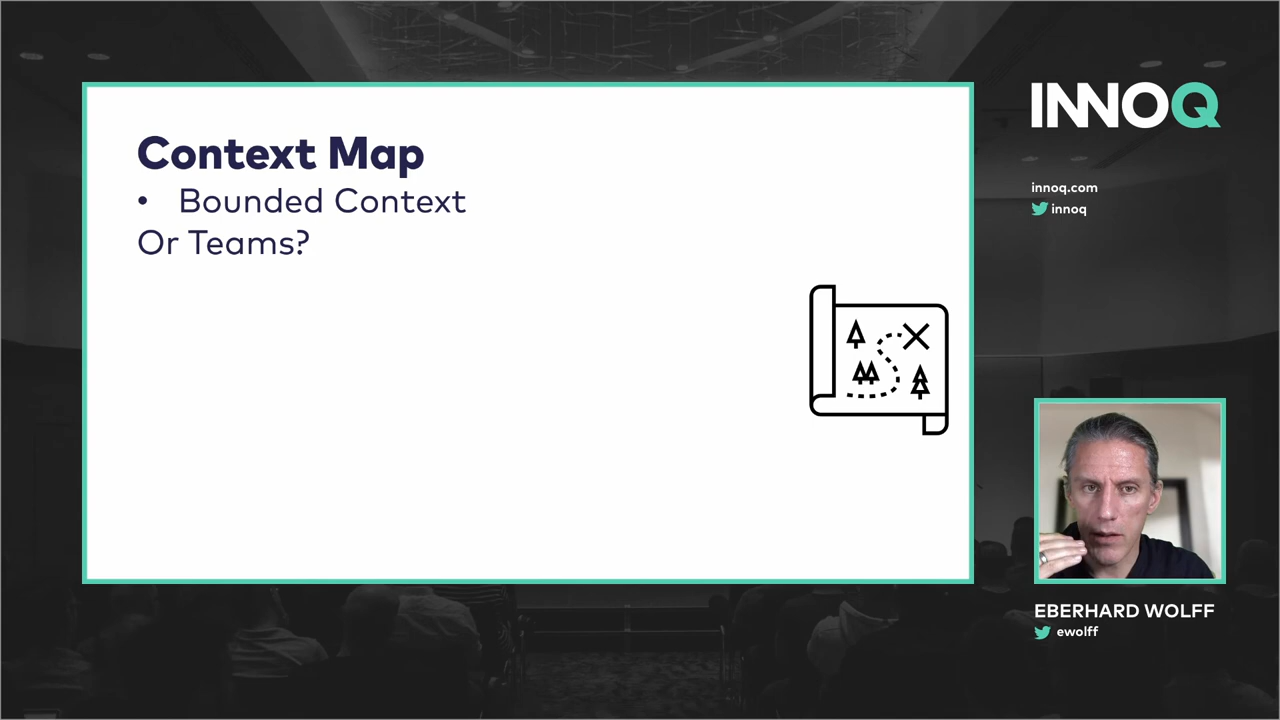 Context Map
• Bounded Context
Or Teams?
INNOQ
innoq.com
innoq
EBERHARD WOLFF
ewolff